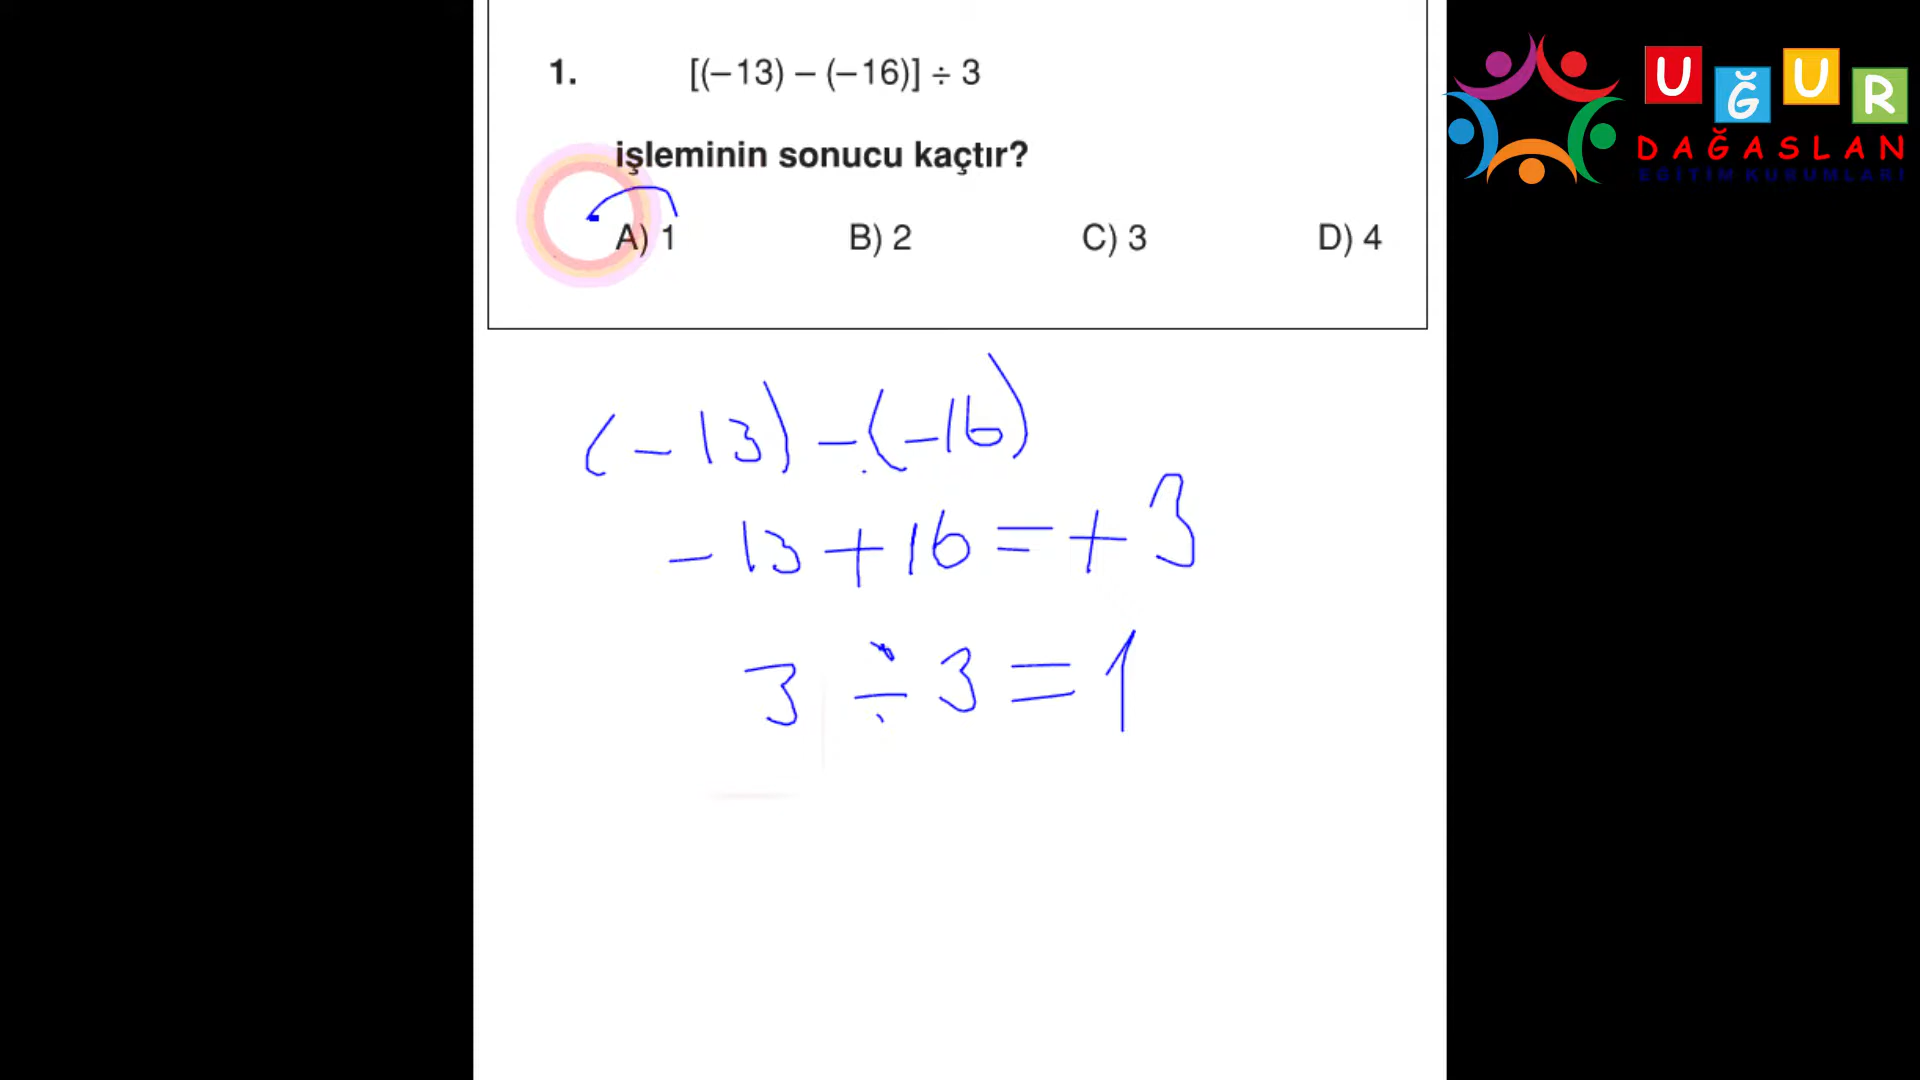 1. [(−13) − (−16)] ÷ 3
işleminin sonucu kaçtır?
A) 1 B) 2 C) 3 D) 4
(-13) - (-16)
-13 + 16 = +3
3 ÷ 3 = 1
UĞUR
DAĞASLAN
EĞİTİM KURUMLARI